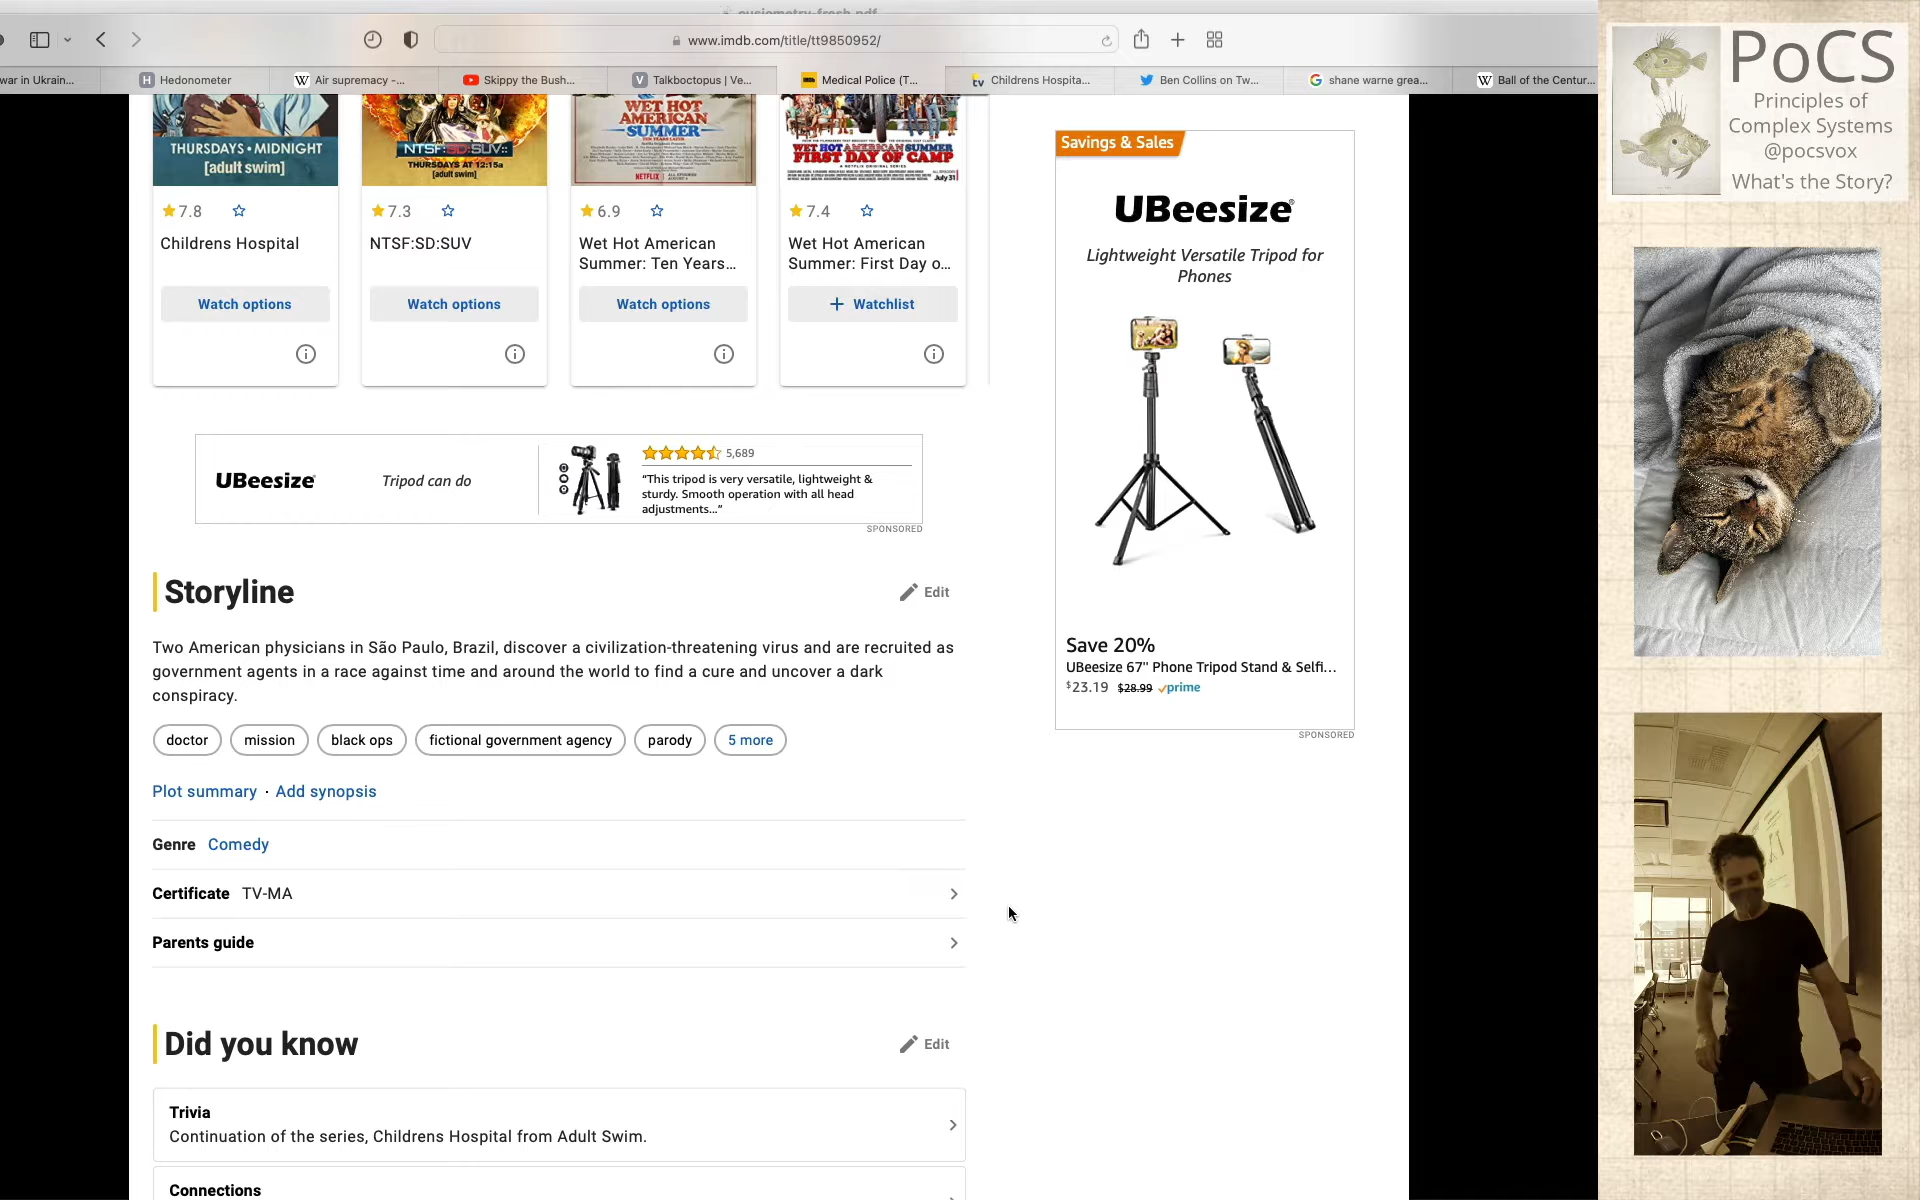 ousiometry-fresh.pdf
www.imdb.com/title/tt9850952/
war in Ukrain...
Hedonometer
Air supremacy -...
Skippy the Bush...
Talkboctopus | Ve...
Medical Police (T...
Childrens Hospita...
Ben Collins on Tw...
shane warne grea...
Ball of the Centur...
THURSDAYS • MIDNIGHT
[adult swim]
NTSF:SD:SUV::
THURSDAYS AT 12:15a
[adult swim]
WET HOT
AMERICAN
SUMMER
NETFLIX
WET HOT AMERICAN SUMMER
FIRST DAY OF CAMP
July 31
7.8
7.3
6.9
7.4
Childrens Hospital
NTSF:SD:SUV
Wet Hot American
Summer: Ten Years...
Wet Hot American
Summer: First Day o...
Watch options
Watch options
Watch options
Watchlist
UBeesize
Tripod can do
5,689
"This tripod is very versatile, lightweight &
sturdy. Smooth operation with all head
adjustments..."
SPONSORED
Storyline
Edit
Two American physicians in São Paulo, Brazil, discover a civilization-threatening virus and are recruited as
government agents in a race against time and around the world to find a cure and uncover a dark
conspiracy.
doctor
mission
black ops
fictional government agency
parody
5 more
Plot summary · Add synopsis
Genre Comedy
Certificate TV-MA
Parents guide
Did you know
Edit
Trivia
Continuation of the series, Childrens Hospital from Adult Swim.
Connections
Savings & Sales
UBeesize
Lightweight Versatile Tripod for
Phones
Save 20%
UBeesize 67" Phone Tripod Stand & Selfi...
$23.19 $28.99 prime
SPONSORED
PoCS
Principles of
Complex Systems
@pocsvox
What's the Story?